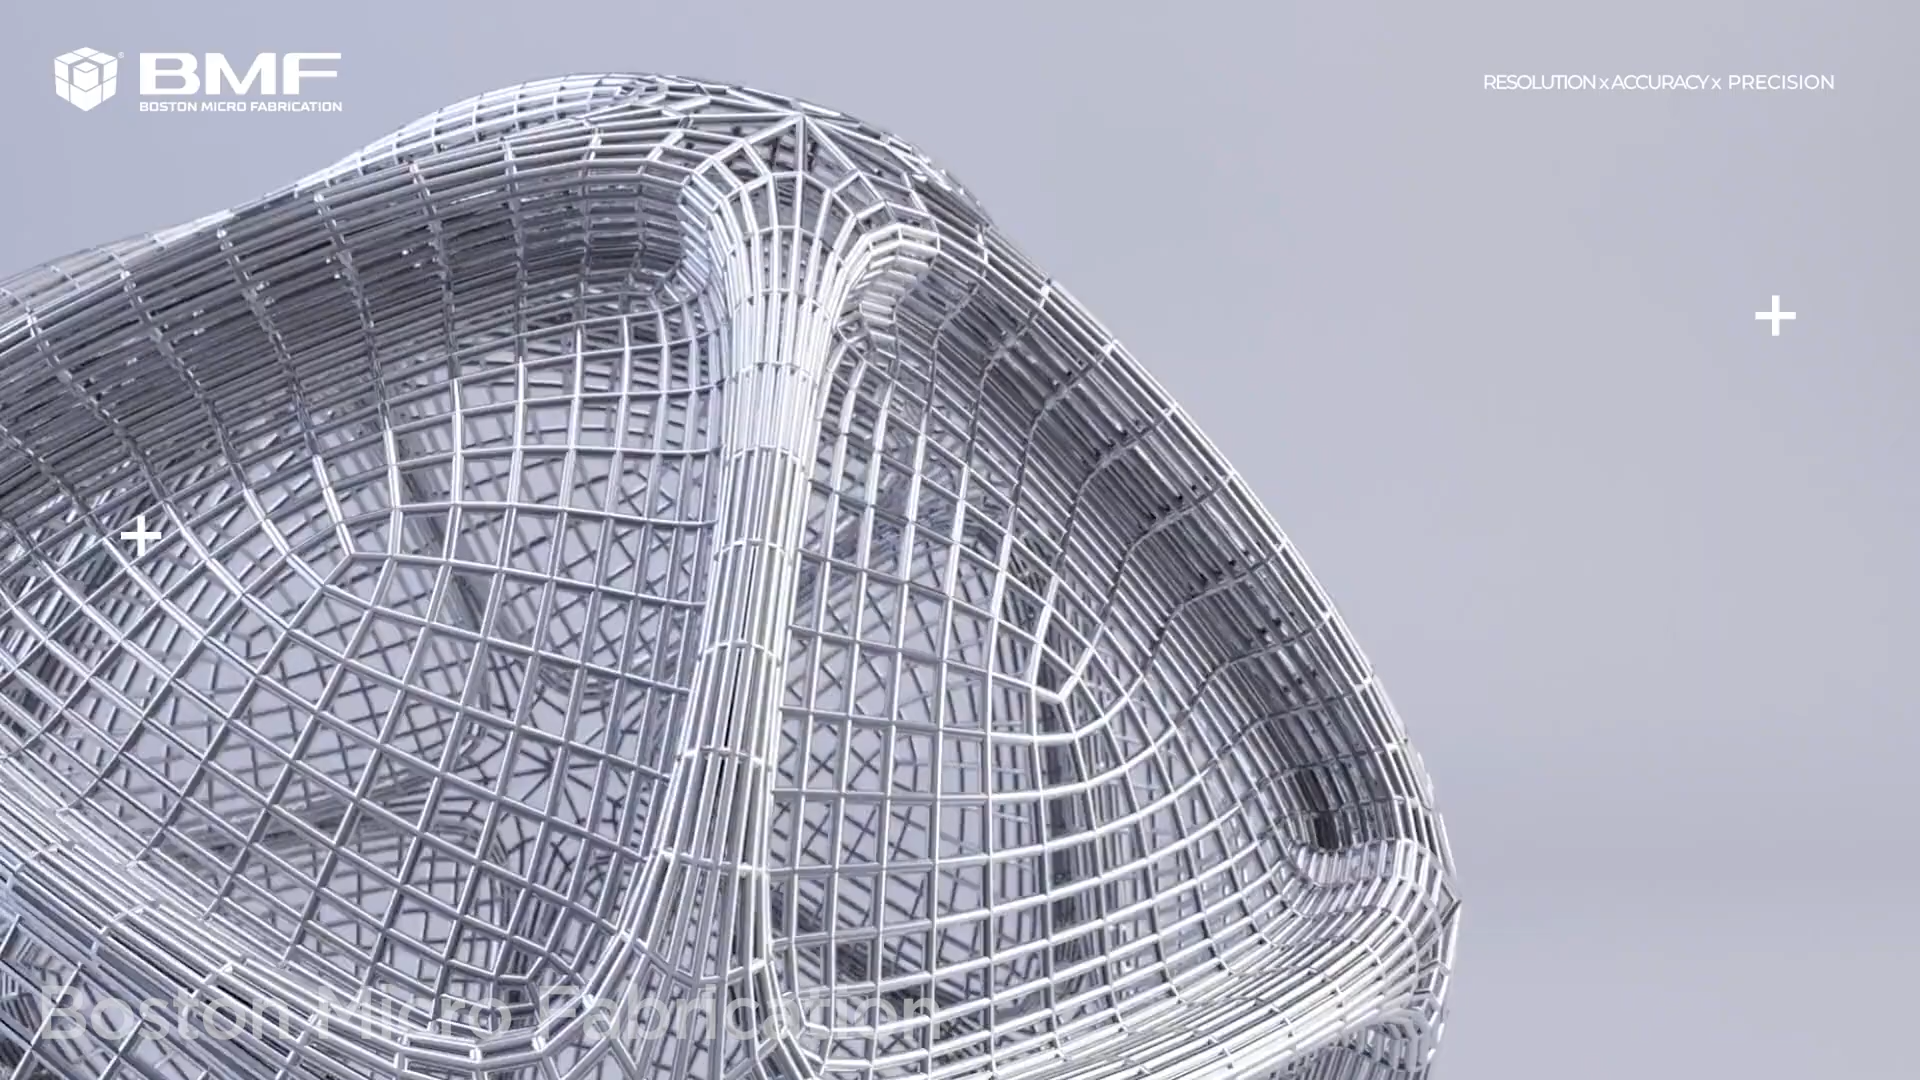 BMF
BOSTON MICRO FABRICATION
RESOLUTION x ACCURACY x PRECISION
Boston Micro Fabrication